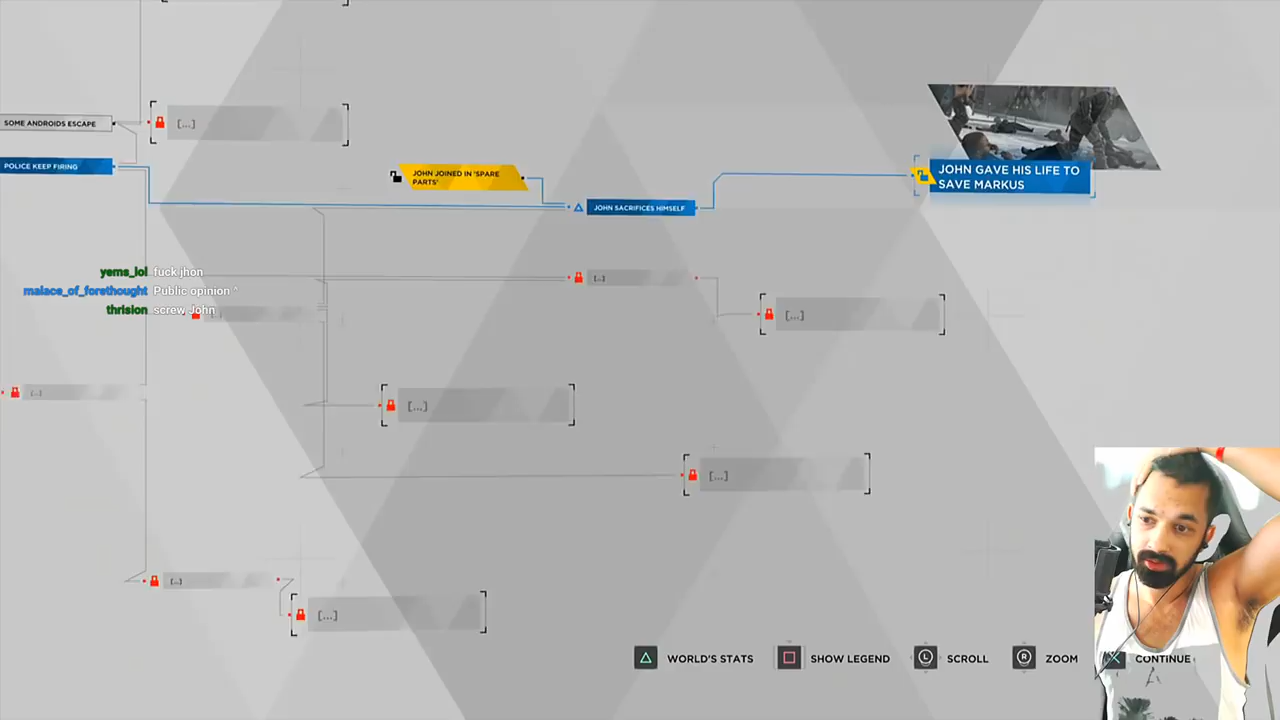 [...]
SOME ANDROIDS ESCAPE
POLICE KEEP FIRING
JOHN JOINED IN 'SPARE
PARTS'
JOHN GAVE HIS LIFE TO
SAVE MARKUS
JOHN SACRIFICES HIMSELF
yems_lol fuck jhon
malace_of_forethought Public opinion ^
thrision screw John
[...]
[...]
[...]
[...]
[...]
[...]
[...]
[...]
WORLD'S STATS
SHOW LEGEND
L SCROLL
R ZOOM
CONTINUE